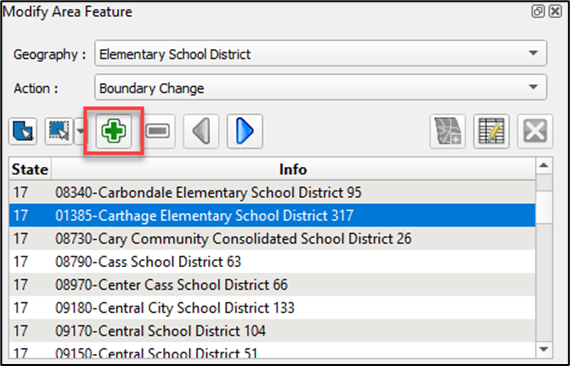 Modify Area Feature
Geography : Elementary School District
Action : Boundary Change
State Info
17 08340-Carbondale Elementary School District 95
17 01385-Carthage Elementary School District 317
17 08730-Cary Community Consolidated School District 26
17 08790-Cass School District 63
17 08970-Center Cass School District 66
17 09180-Central City School District 133
17 09170-Central School District 104
17 09150-Central School District 51